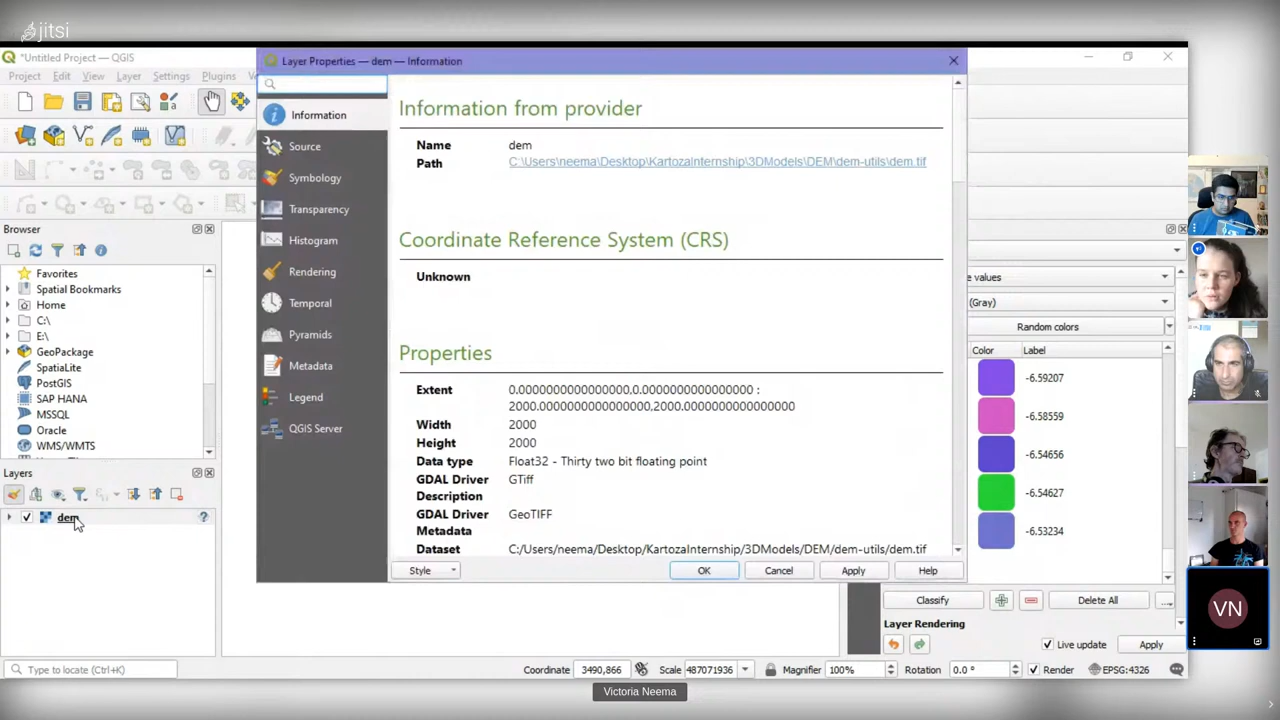 jitsi
*Untitled Project — QGIS
Project Edit View Layer Settings Plugins
Layer Properties — dem — Information
Information
Source
Symbology
Transparency
Histogram
Rendering
Temporal
Pyramids
Metadata
Legend
QGIS Server
Information from provider
Name dem
Path C:\Users\neema\Desktop\KartozaInternship\3DModels\DEM\dem-utils\dem.tif
Coordinate Reference System (CRS)
Unknown
Properties
Extent 0.0000000000000000,0.0000000000000000 :
2000.0000000000000000,2000.0000000000000000
Width 2000
Height 2000
Data type Float32 - Thirty two bit floating point
GDAL Driver GTiff
Description
GDAL Driver GeoTIFF
Metadata
Dataset C:/Users/neema/Desktop/KartozaInternship/3DModels/DEM/dem-utils/dem.tif
Style OK Cancel Apply Help
Browser
Favorites
Spatial Bookmarks
Home
C:\
E:\
GeoPackage
SpatiaLite
PostGIS
SAP HANA
MSSQL
Oracle
WMS/WMTS
Layers
dem
e values
(Gray)
Random colors
Color Label
-6.59207
-6.58559
-6.54656
-6.54627
-6.53234
Classify Delete All ...
Layer Rendering
Live update Apply
Type to locate (Ctrl+K) Coordinate 3490,866 Scale 487071936 Magnifier 100% Rotation 0.0 ° Render EPSG:4326
VN
Victoria Neema